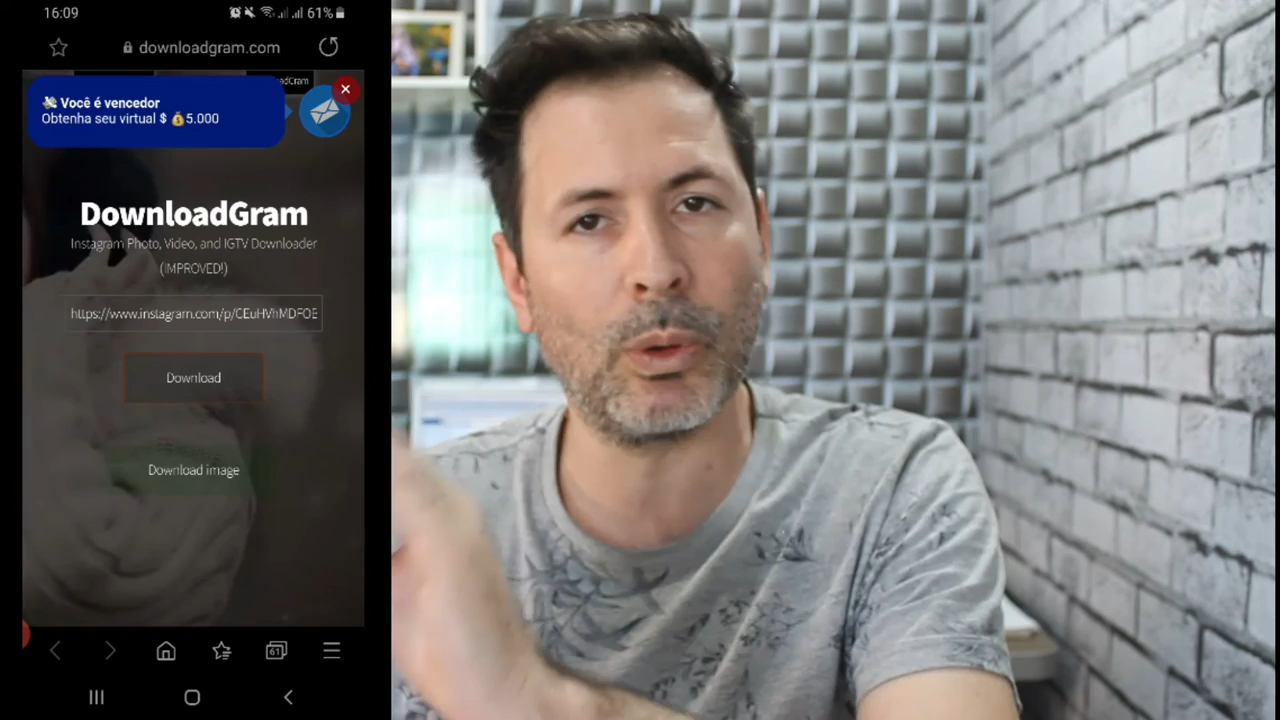 16:09
61%
downloadgram.com
adGram
Você é vencedor
Obtenha seu virtual $ 💰5.000
DownloadGram
Instagram Photo, Video, and IGTV Downloader
(IMPROVED!)
https://www.instagram.com/p/CEuHVhMDFOE
Download
Download image
61